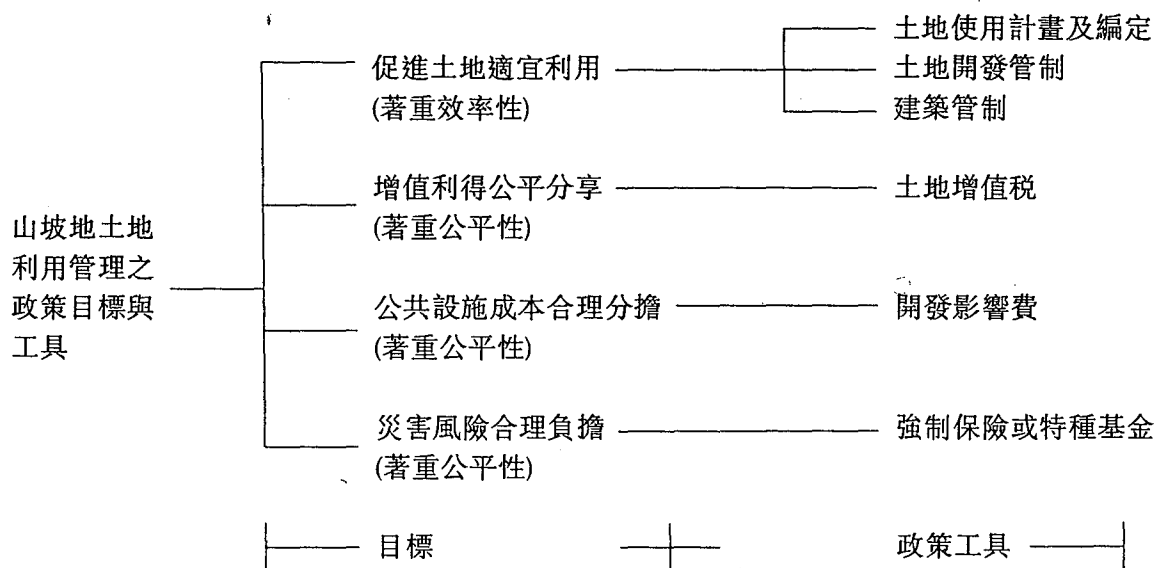 山坡地土地
利用管理之
政策目標與
工具
促進土地適宜利用
(著重效率性)
土地使用計畫及編定
土地開發管制
建築管制
增值利得公平分享
(著重公平性)
土地增值稅
公共設施成本合理分擔
(著重公平性)
開發影響費
災害風險合理負擔
(著重公平性)
強制保險或特種基金
目標
政策工具